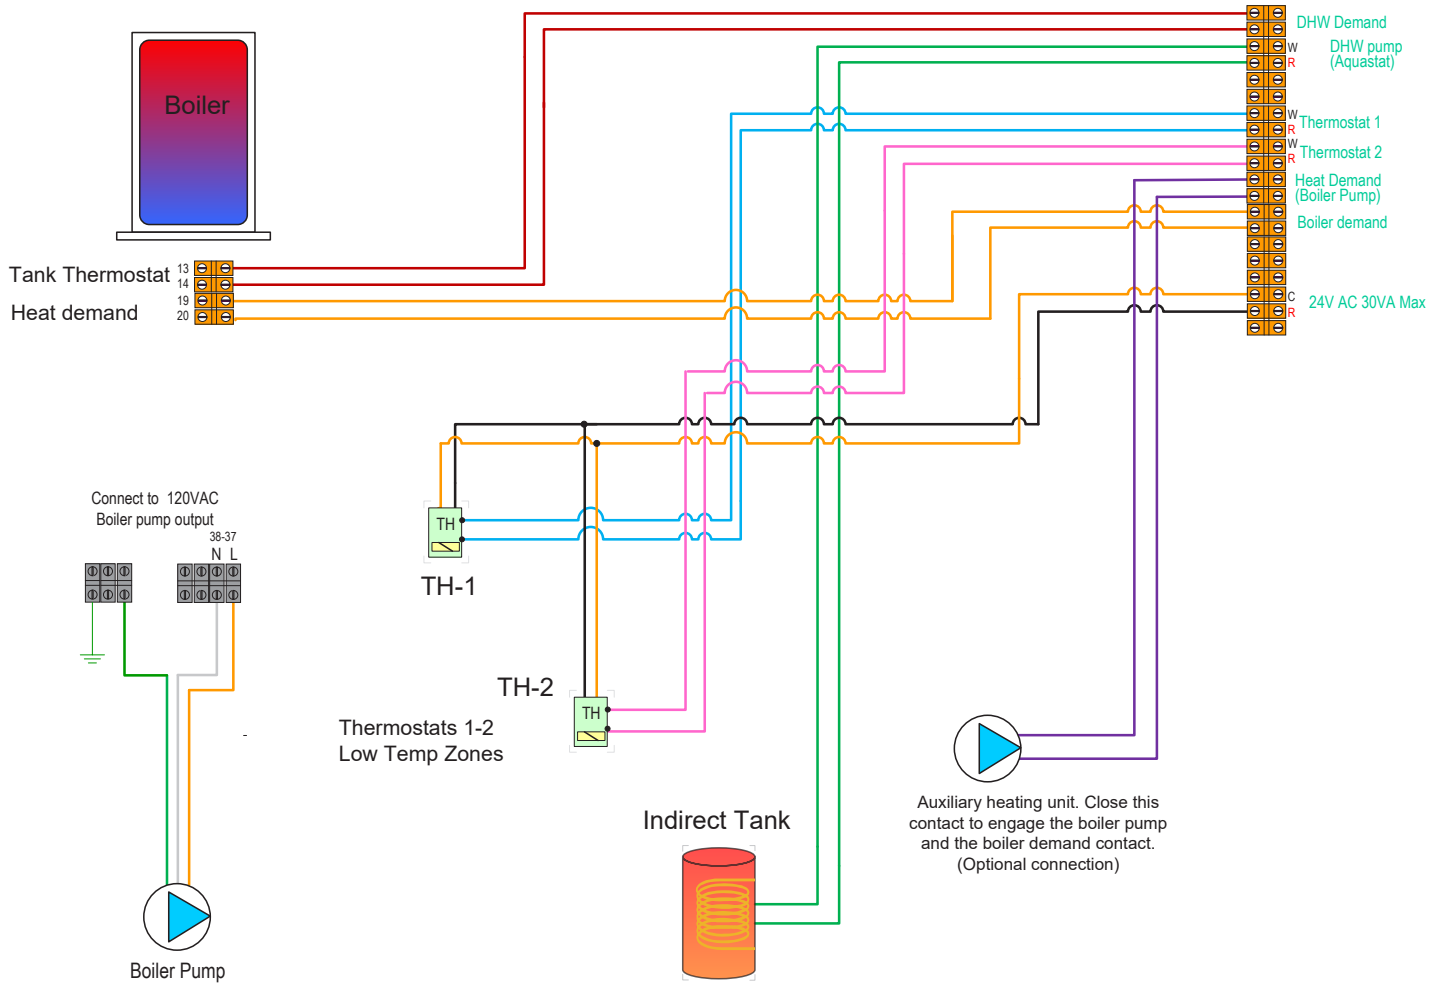 DHW Demand
W
DHW pump
R
(Aquastat)
Boiler
W
Thermostat 1
R
W
Thermostat 2
R
Heat Demand
(Boiler Pump)
Boiler demand
Tank Thermostat
13
14
19
Heat demand
20
C
24V AC 30VA Max
R
Connect to 120VAC
Boiler pump output
38-37
N L
TH
TH-1
TH-2
TH
Thermostats 1-2
Low Temp Zones
Indirect Tank
Auxiliary heating unit. Close this
contact to engage the boiler pump
and the boiler demand contact.
(Optional connection)
Boiler Pump